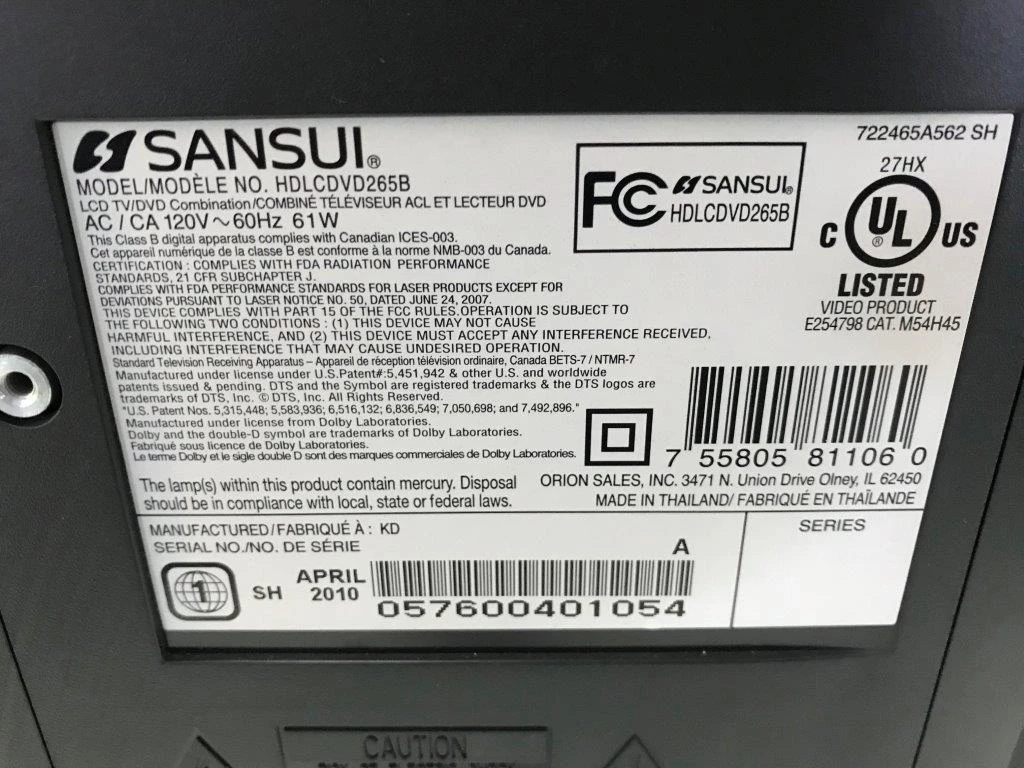 SANSUI®
MODEL/MODÈLE NO. HDLCDVD265B
LCD TV/DVD Combination/COMBINÉ TÉLÉVISEUR ACL ET LECTEUR DVD
AC / CA 120V ~ 60Hz 61W
This Class B digital apparatus complies with Canadian ICES-003.
Cet appareil numérique de la classe B est conforme à la norme NMB-003 du Canada.
CERTIFICATION : COMPLIES WITH FDA RADIATION PERFORMANCE
STANDARDS, 21 CFR SUBCHAPTER J.
COMPLIES WITH FDA PERFORMANCE STANDARDS FOR LASER PRODUCTS EXCEPT FOR
DEVIATIONS PURSUANT TO LASER NOTICE NO. 50, DATED JUNE 24, 2007.
THIS DEVICE COMPLIES WITH PART 15 OF THE FCC RULES.OPERATION IS SUBJECT TO
THE FOLLOWING TWO CONDITIONS : (1) THIS DEVICE MAY NOT CAUSE
HARMFUL INTERFERENCE, AND (2) THIS DEVICE MUST ACCEPT ANY INTERFERENCE RECEIVED,
INCLUDING INTERFERENCE THAT MAY CAUSE UNDESIRED OPERATION.
Standard Television Receiving Apparatus – Appareil de réception télévision ordinaire, Canada BETS-7 / NTMR-7
Manufactured under license under U.S.Patent#:5,451,942 & other U.S. and worldwide
patents issued & pending. DTS and the Symbol are registered trademarks & the DTS logos are
trademarks of DTS, Inc. © DTS, Inc. All Rights Reserved.
"U.S. Patent Nos. 5,315,448; 5,583,936; 6,516,132; 6,836,549; 7,050,698; and 7,492,896."
Manufactured under license from Dolby Laboratories.
Dolby and the double-D symbol are trademarks of Dolby Laboratories.
Fabriqué sous licence de Dolby Laboratories.
Le terme Dolby et le sigle double D sont des marques commerciales de Dolby Laboratories.
The lamp(s) within this product contain mercury. Disposal
should be in compliance with local, state or federal laws.
722465A562 SH
27HX
FC SANSUI®
HDLCDVD265B
C UL® US
LISTED
VIDEO PRODUCT
E254798 CAT. M54H45
7 55805 81106 0
ORION SALES, INC. 3471 N. Union Drive Olney, IL 62450
MADE IN THAILAND/ FABRIQUÉ EN THAÏLANDE
MANUFACTURED/FABRIQUÉ À : KD
SERIAL NO./NO. DE SÉRIE
A
1
SH APRIL
2010
057600401054
SERIES
CAUTION